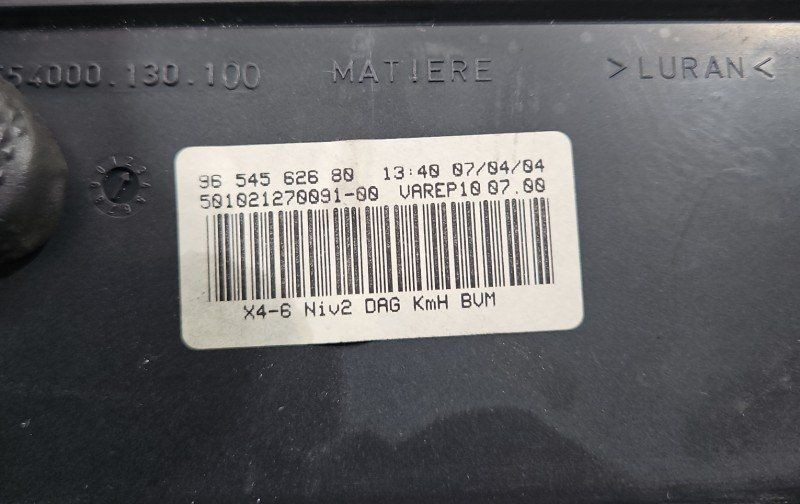 54000.130.100 MATIERE >LURAN<
96 545 626 80 13:40 07/04/04
501021270091-00 VAREP10 07.00
X4-6 Niv2 DAG KmH BVM